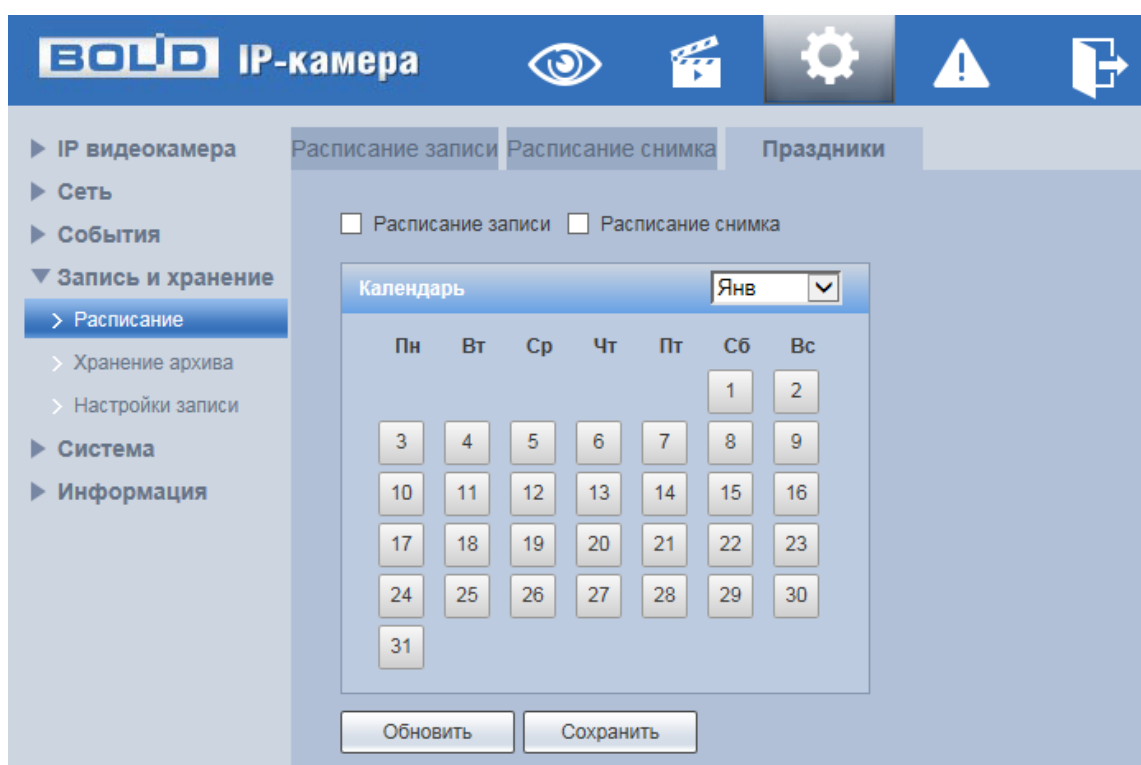 BOLID IP-камера
IP видеокамера
Сеть
События
Запись и хранение
Расписание
Хранение архива
Настройки записи
Система
Информация
Расписание записи Расписание снимка Праздники
Расписание записи Расписание снимка
Календарь Янв
Пн Вт Ср Чт Пт Сб Вс
1 2
3 4 5 6 7 8 9
10 11 12 13 14 15 16
17 18 19 20 21 22 23
24 25 26 27 28 29 30
31
Обновить Сохранить